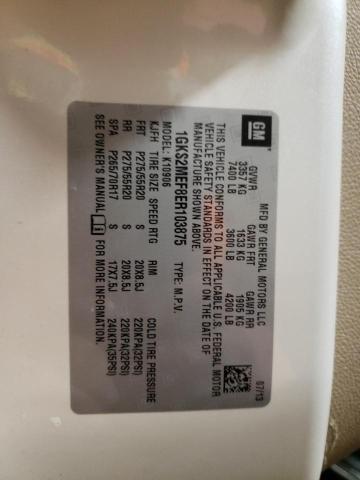 GM
MFD BY GENERAL MOTORS LLC 07/13
GVWR GAWR FRT GAWR RR
3357 KG 1633 KG 1905 KG
7400 LB 3600 LB 4200 LB
THIS VEHICLE CONFORMS TO ALL APPLICABLE U.S. FEDERAL MOTOR
VEHICLE SAFETY STANDARDS IN EFFECT ON THE DATE OF
MANUFACTURE SHOWN ABOVE.
1GKS2MEF8ER103875 TYPE: M.P.V.
MODEL: K10906
KJFH TIRE SIZE SPEED RTG RIM COLD TIRE PRESSURE
FRT P275/55R20 S 20X8.5J 220KPA(32PSI)
RR P275/55R20 S 20X8.5J 220KPA(32PSI)
SPA P265/70R17 S 17X7.5J 240KPA(35PSI)
SEE OWNER'S MANUAL FOR MORE INFORMATION.